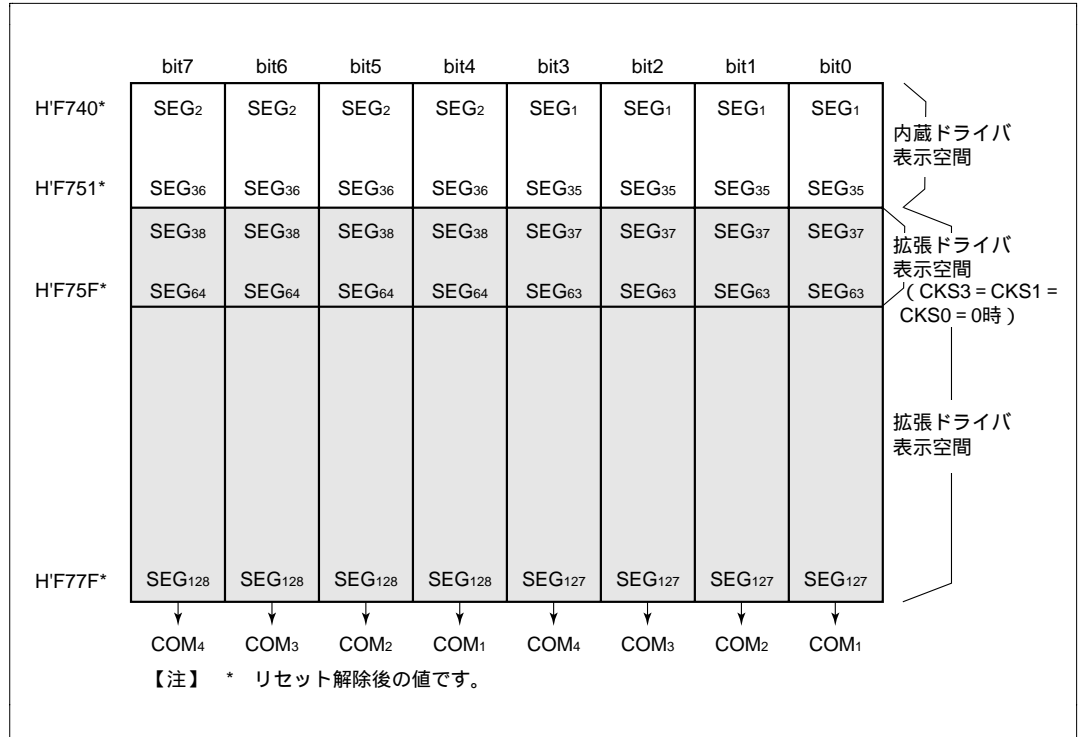 bit7 bit6 bit5 bit4 bit3 bit2 bit1 bit0
H'F740* SEG2 SEG2 SEG2 SEG2 SEG1 SEG1 SEG1 SEG1
内蔵ドライバ
表示空間
H'F751* SEG36 SEG36 SEG36 SEG36 SEG35 SEG35 SEG35 SEG35
SEG38 SEG38 SEG38 SEG38 SEG37 SEG37 SEG37 SEG37
拡張ドライバ
表示空間
(CKS3 = CKS1 =
CKS0 = 0時)
H'F75F* SEG64 SEG64 SEG64 SEG64 SEG63 SEG63 SEG63 SEG63
拡張ドライバ
表示空間
H'F77F* SEG128 SEG128 SEG128 SEG128 SEG127 SEG127 SEG127 SEG127
COM4 COM3 COM2 COM1 COM4 COM3 COM2 COM1
【注】 * リセット解除後の値です。